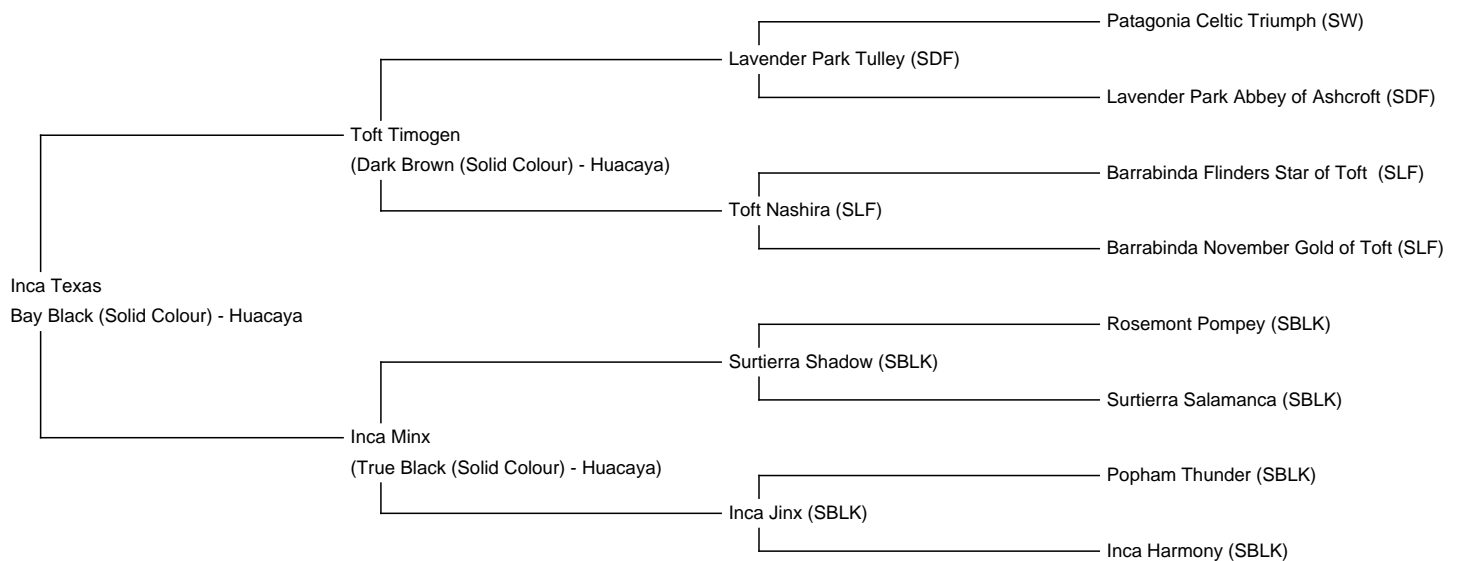 Patagonia Celtic Triumph (SW)
Lavender Park Tulley (SDF)
Lavender Park Abbey of Ashcroft (SDF)
Toft Timogen
(Dark Brown (Solid Colour) - Huacaya)
Barrabinda Flinders Star of Toft  (SLF)
Toft Nashira (SLF)
Barrabinda November Gold of Toft (SLF)
Inca Texas
Bay Black (Solid Colour) - Huacaya
Rosemont Pompey (SBLK)
Surtierra Shadow (SBLK)
Surtierra Salamanca (SBLK)
Inca Minx
(True Black (Solid Colour) - Huacaya)
Popham Thunder (SBLK)
Inca Jinx (SBLK)
Inca Harmony (SBLK)